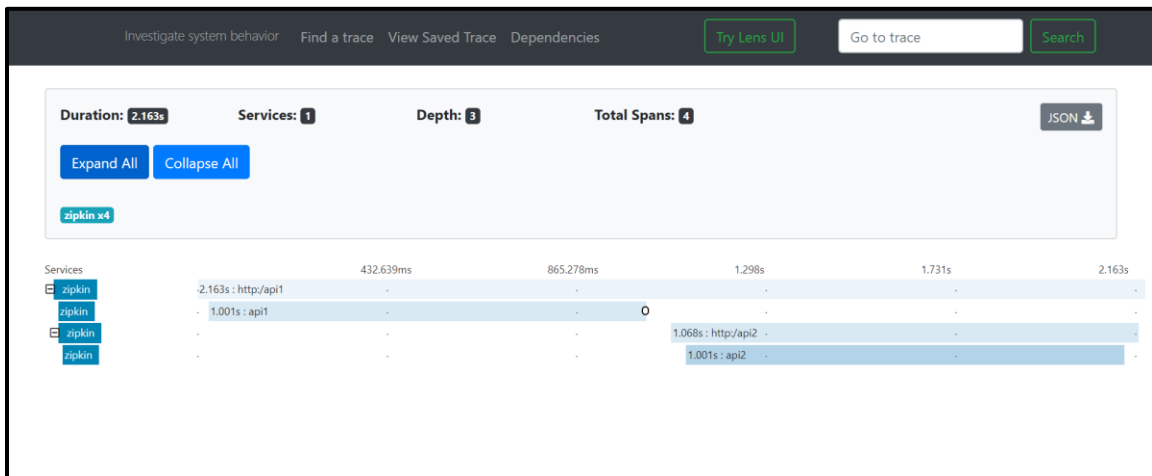 Investigate system behavior Find a trace View Saved Trace Dependencies Try Lens UI Go to trace Search
Duration: 2.163s Services: 1 Depth: 3 Total Spans: 4 JSON
Expand All Collapse All
zipkin x4
Services 432.639ms 865.278ms 1.298s 1.731s 2.163s
zipkin 2.163s : http:/api1
zipkin 1.001s : api1
zipkin 1.068s : http:/api2
zipkin 1.001s : api2